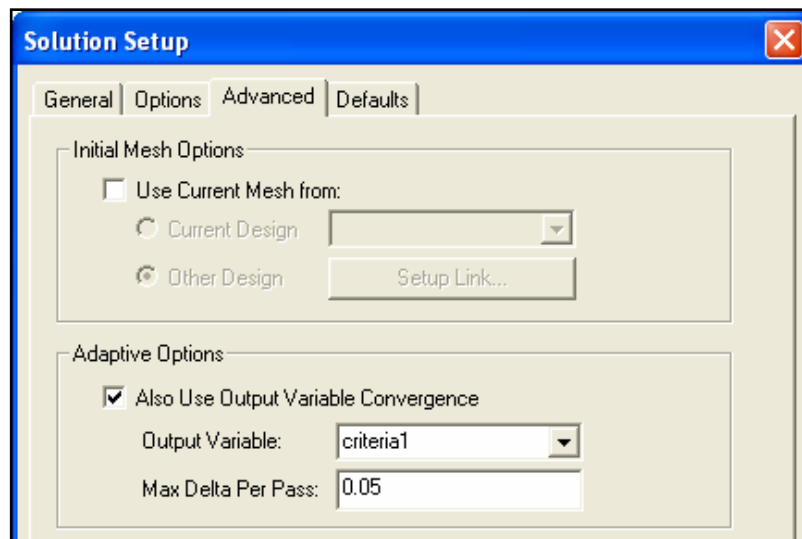 Solution Setup
General Options Advanced Defaults
Initial Mesh Options
Use Current Mesh from:
Current Design
Other Design Setup Link...
Adaptive Options
Also Use Output Variable Convergence
Output Variable: criteria1
Max Delta Per Pass: 0.05